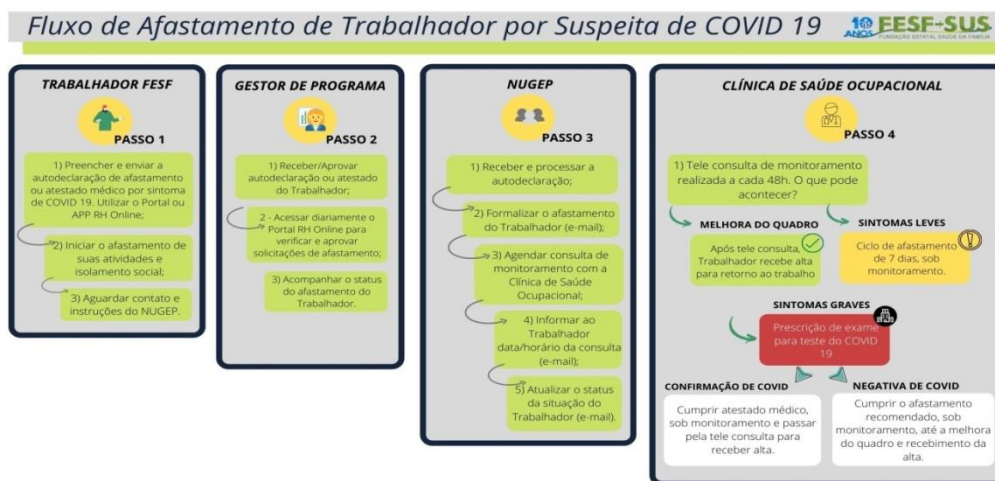 Fluxo de Afastamento de Trabalhador por Suspeita de COVID 19
10 ANOS
FESF-SUS
FUNDAÇÃO ESTATAL SAÚDE DA FAMÍLIA
TRABALHADOR FESF
PASSO 1
1) Preencher e enviar a
autodeclaração de afastamento
ou atestado médico por sintoma
de COVID 19. Utilizar o Portal ou
APP RH Online;
2) Iniciar o afastamento de
suas atividades e
isolamento social;
3) Aguardar contato e
instruções do NUGEP.
GESTOR DE PROGRAMA
PASSO 2
1) Receber/Aprovar
autodeclaração ou atestado
do Trabalhador;
2 - Acessar diariamente o
Portal RH Online para
verificar e aprovar
solicitações de afastamento;
3) Acompanhar o status
do afastamento do
Trabalhador.
NUGEP
PASSO 3
1) Receber e processar a
autodeclaração;
2) Formalizar o afastamento
do Trabalhador (e-mail);
3) Agendar consulta de
monitoramento com a
Clínica de Saúde
Ocupacional;
4) Informar ao
Trabalhador
data/horário da consulta
(e-mail);
5) Atualizar o status
da situação do
Trabalhador (e-mail).
CLÍNICA DE SAÚDE OCUPACIONAL
PASSO 4
1) Tele consulta de monitoramento
realizada a cada 48h. O que pode
acontecer?
MELHORA DO QUADRO
Após tele consulta,
Trabalhador recebe alta
para retorno ao trabalho
SINTOMAS LEVES
Ciclo de afastamento
de 7 dias, sob
monitoramento.
SINTOMAS GRAVES
Prescrição de exame
para teste do COVID
19
CONFIRMAÇÃO DE COVID
Cumprir atestado médico,
sob monitoramento e passar
pela tele consulta para
receber alta.
NEGATIVA DE COVID
Cumprir o afastamento
recomendado, sob
monitoramento, até a melhora
do quadro e recebimento da
alta.